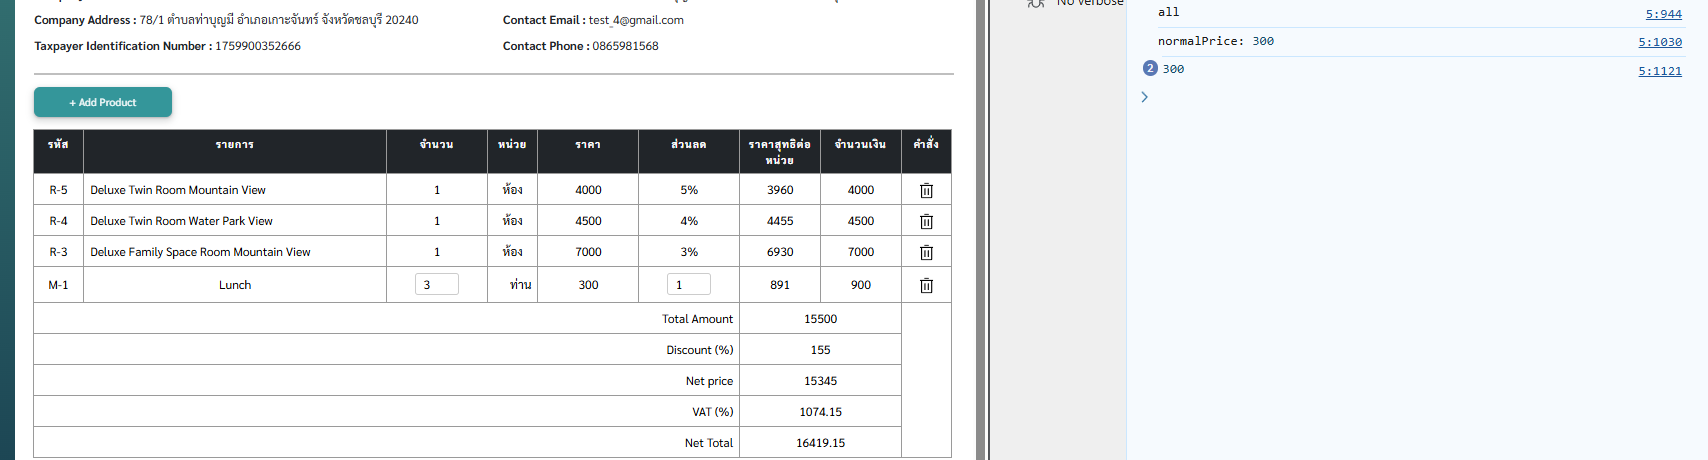 No verbose
Company Address : 78/1 ตำบลท่าบุญมี อำเภอเกาะจันทร์ จังหวัดชลบุรี 20240
Contact Email : test_4@gmail.com
Taxpayer Identification Number : 1759900352666
Contact Phone : 0865981568
+ Add Product
รหัส รายการ จำนวน หน่วย ราคา ส่วนลด ราคาสุทธิต่อหน่วย จำนวนเงิน คำสั่ง
R-5 Deluxe Twin Room Mountain View 1 ห้อง 4000 5% 3960 4000
R-4 Deluxe Twin Room Water Park View 1 ห้อง 4500 4% 4455 4500
R-3 Deluxe Family Space Room Mountain View 1 ห้อง 7000 3% 6930 7000
M-1 Lunch 3 ท่าน 300 1 891 900
Total Amount 15500
Discount (%) 155
Net price 15345
VAT (%) 1074.15
Net Total 16419.15
all 5:944
normalPrice: 300 5:1030
2 300 5:1121